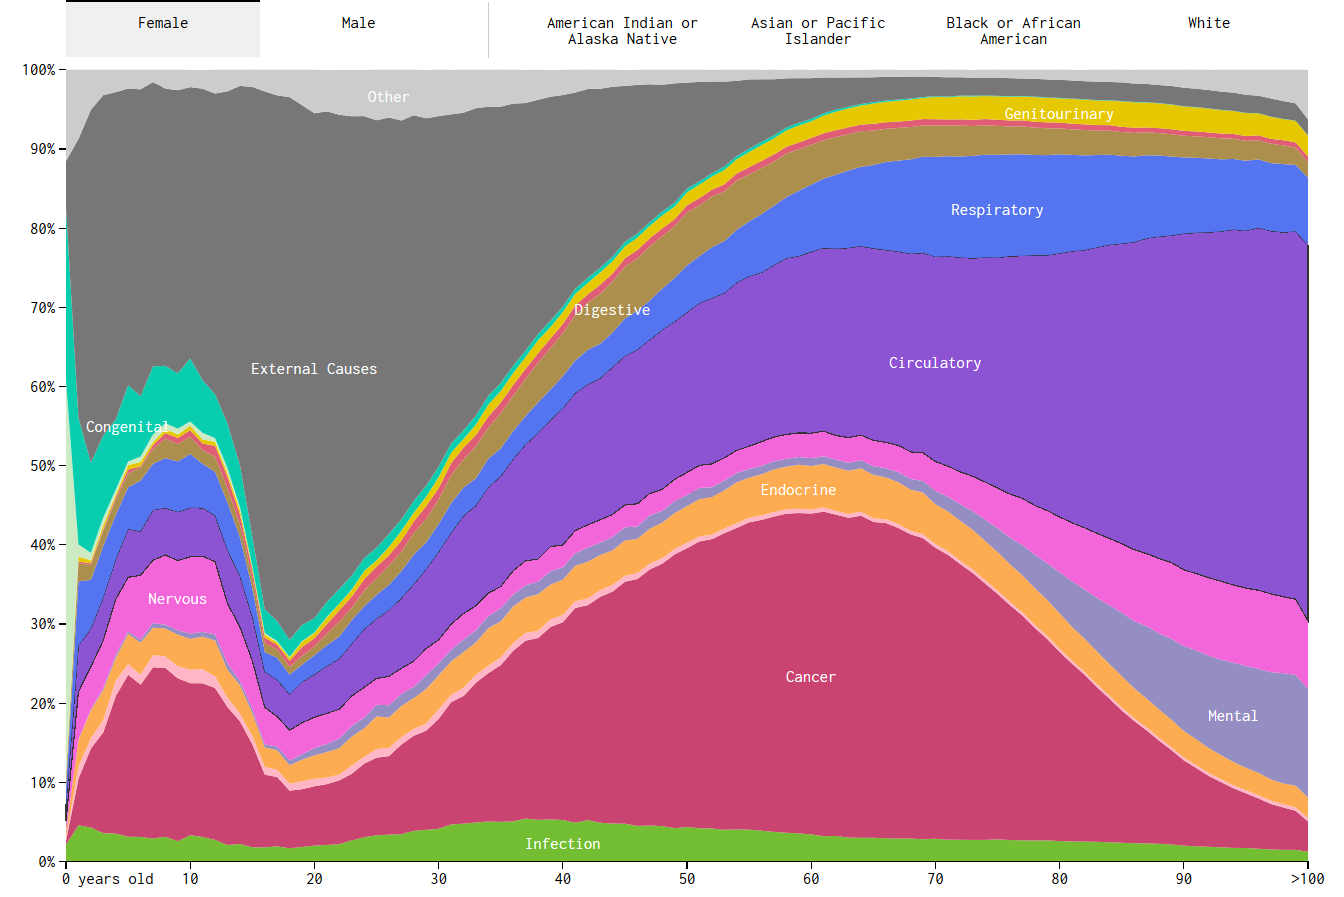 Female
Male
American Indian or
Alaska Native
Asian or Pacific
Islander
Black or African
American
White
100%
90%
80%
70%
60%
50%
40%
30%
20%
10%
0%
Other
Genitourinary
Respiratory
Digestive
External Causes
Circulatory
Congenital
Endocrine
Nervous
Cancer
Mental
Infection
0 years old
10
20
30
40
50
60
70
80
90
>100